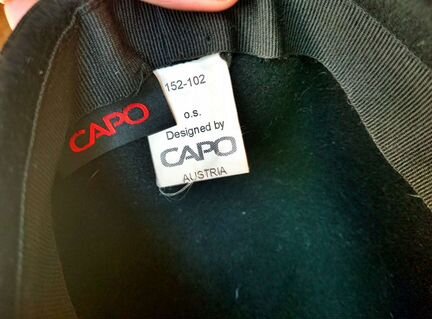 CAPO
152-102
o.s.
Designed by
CAPO
AUSTRIA